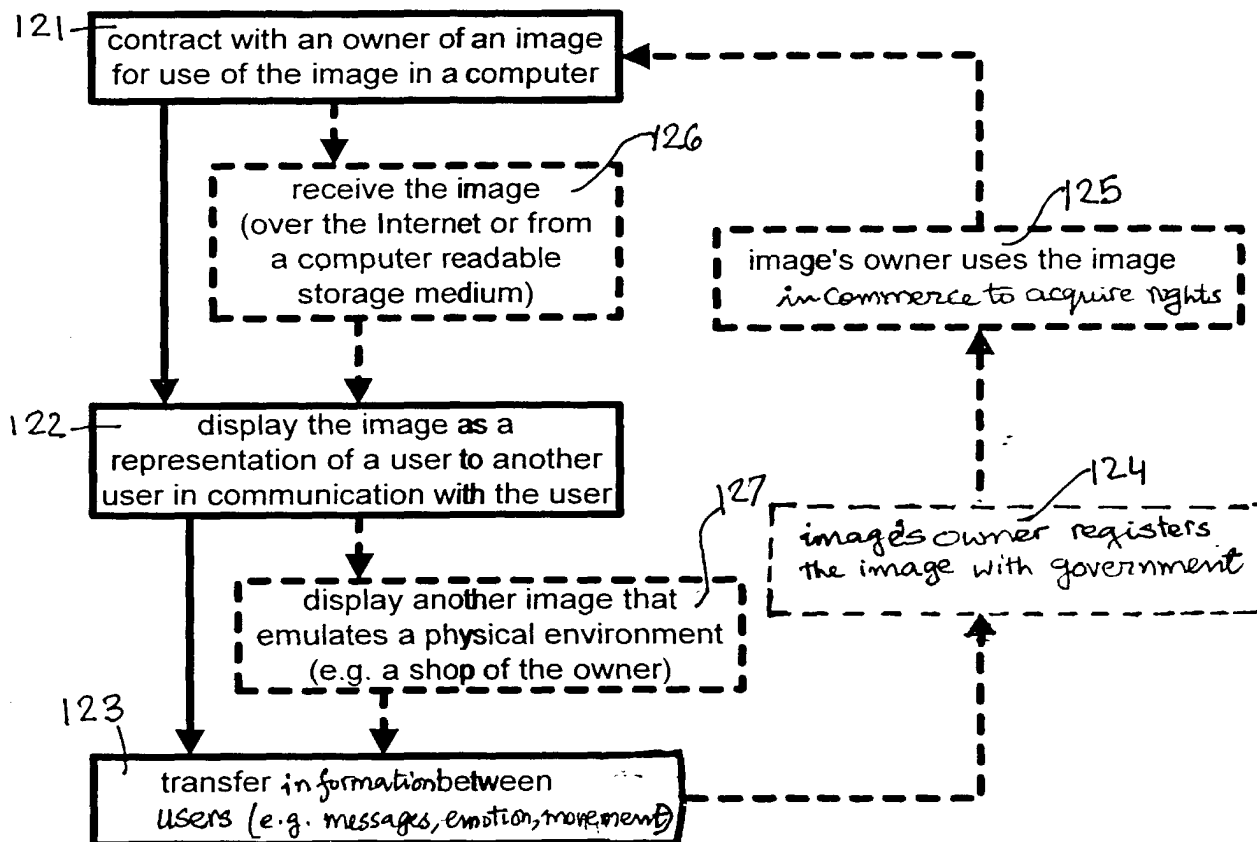 121
contract with an owner of an image
for use of the image in a computer
126
receive the image
(over the Internet or from
a computer readable
storage medium)
125
image's owner uses the image
in commerce to acquire rights
122
display the image as a
representation of a user to another
user in communication with the user
124
image's owner registers
the image with government
127
display another image that
emulates a physical environment
(e.g. a shop of the owner)
123
transfer information between
users (e.g. messages, emotion, movement)